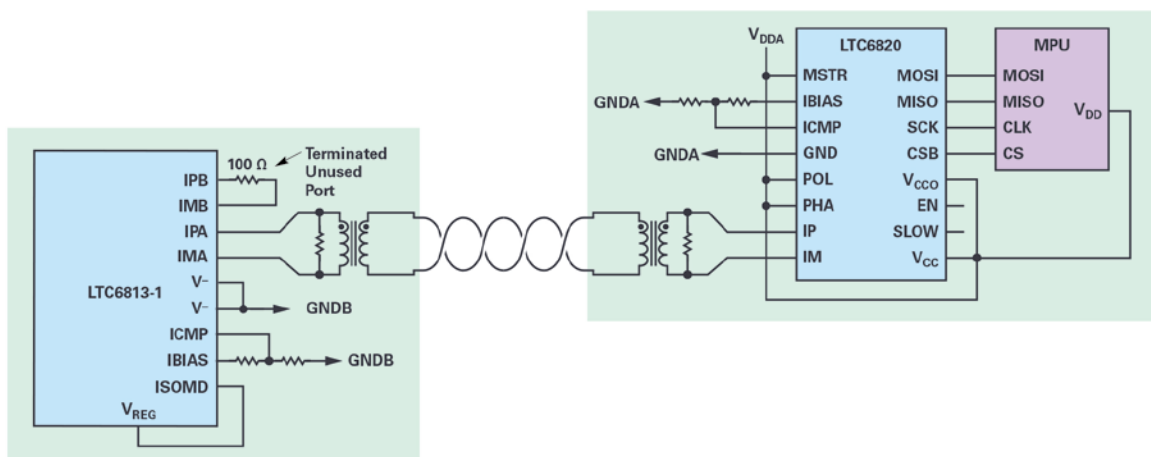 LTC6813-1
IPB
IMB
IPA
IMA
V–
V–
ICMP
IBIAS
ISOMD
VREG
100 Ω
Terminated
Unused
Port
GNDB
GNDB
VDDA
GNDA
GNDA
LTC6820
MSTR
IBIAS
ICMP
GND
POL
PHA
IP
IM
MOSI
MISO
SCK
CSB
VCCO
EN
SLOW
VCC
MPU
MOSI
MISO
CLK
CS
VDD